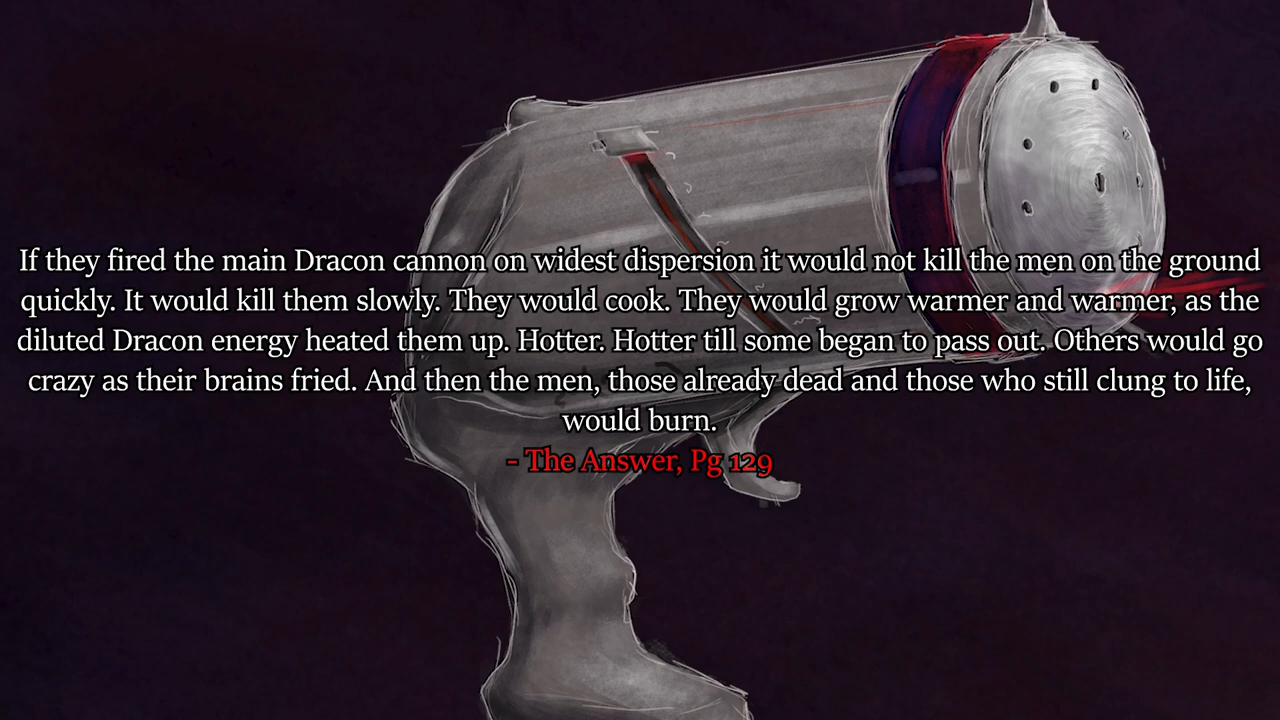 If they fired the main Dracon cannon on widest dispersion it would not kill the men on the ground
quickly. It would kill them slowly. They would cook. They would grow warmer and warmer, as the
diluted Dracon energy heated them up. Hotter. Hotter till some began to pass out. Others would go
crazy as their brains fried. And then the men, those already dead and those who still clung to life,
would burn.
- The Answer, Pg 129